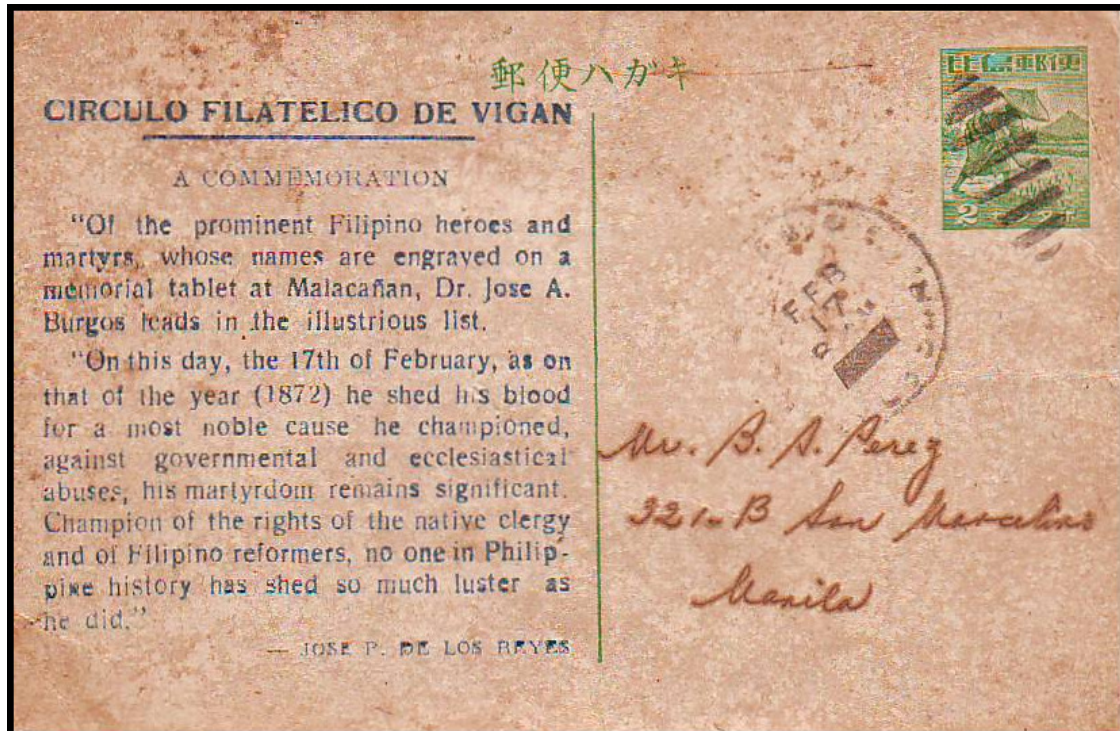 郵便ハガキ
比島郵便
2 センタボ
CIRCULO FILATELICO DE VIGAN
A COMMEMORATION
"Of the prominent Filipino heroes and
martyrs, whose names are engraved on a
memorial tablet at Malacañan, Dr. Jose A.
Burgos leads in the illustrious list.
"On this day, the 17th of February, as on
that of the year (1872) he shed his blood
for a most noble cause he championed,
against governmental and ecclesiastical
abuses, his martyrdom remains significant.
Champion of the rights of the native clergy
and of Filipino reformers, no one in Philip-
pine history has shed so much luster as
he did."
— JOSE P. DE LOS REYES
FEB
17
Mr. B. A. Perez
321-B San Marcelino
Manila